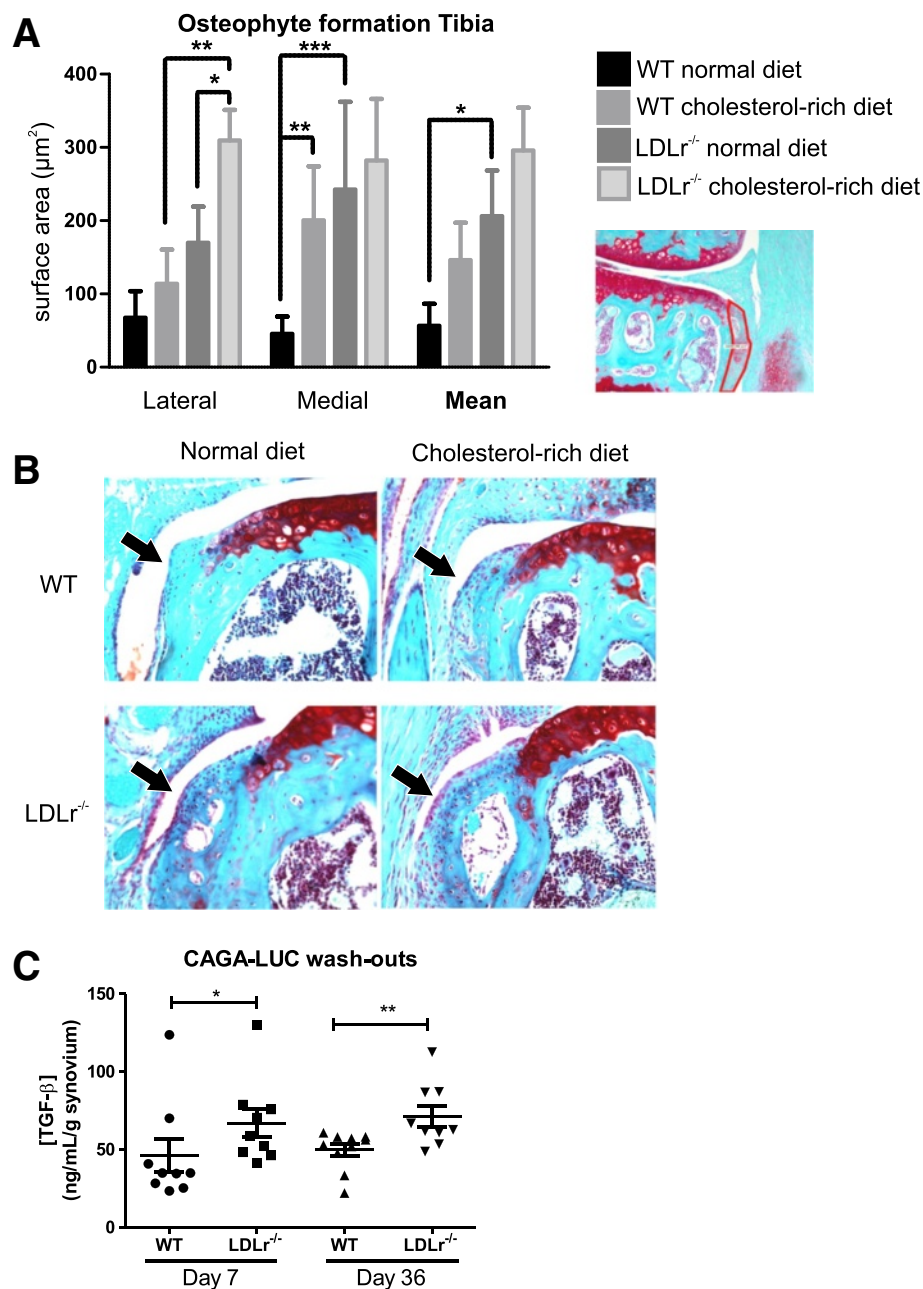 A
Osteophyte formation Tibia
surface area (µm²)
400
300
200
100
0
**
*
***
**
*
Lateral Medial Mean
WT normal diet
WT cholesterol-rich diet
LDLr-/- normal diet
LDLr-/- cholesterol-rich diet
B
Normal diet Cholesterol-rich diet
WT
LDLr-/-
C
CAGA-LUC wash-outs
[TGF-β]
(ng/mL/g synovium)
150
100
50
0
*
**
WT LDLr-/- WT LDLr-/-
Day 7 Day 36